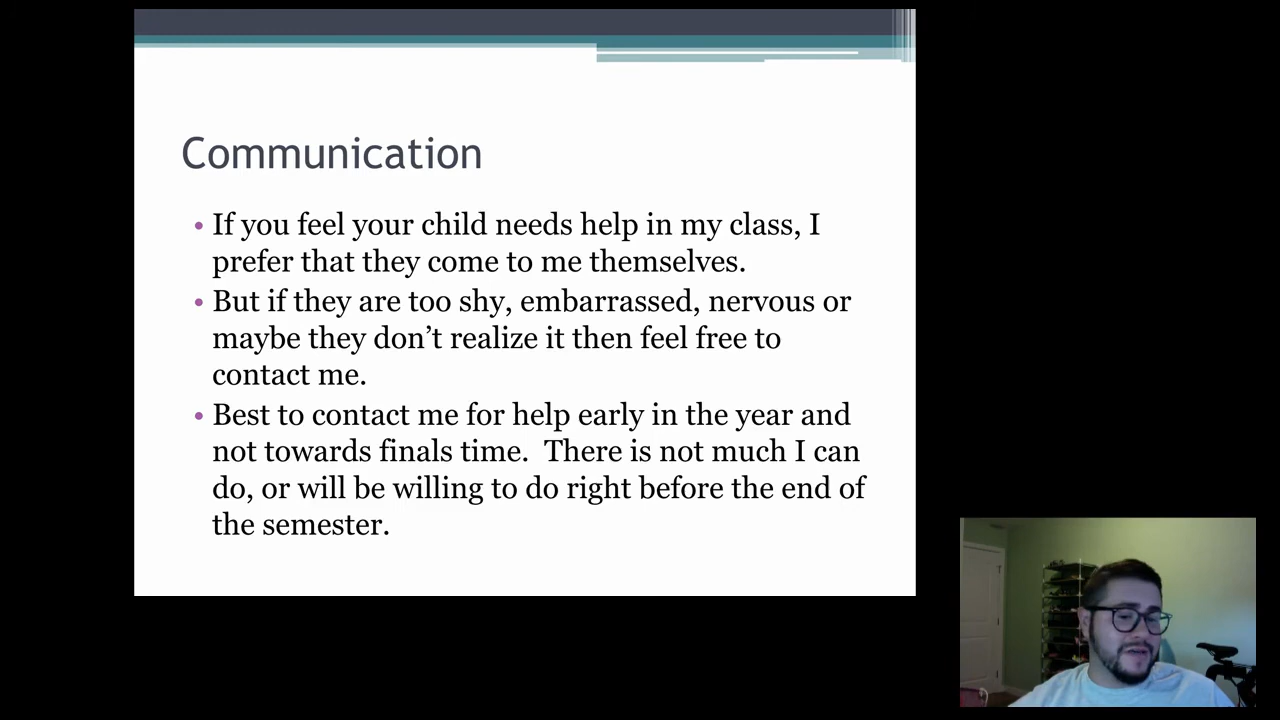 Communication
• If you feel your child needs help in my class, I
prefer that they come to me themselves.
• But if they are too shy, embarrassed, nervous or
maybe they don’t realize it then feel free to
contact me.
• Best to contact me for help early in the year and
not towards finals time.  There is not much I can
do, or will be willing to do right before the end of
the semester.